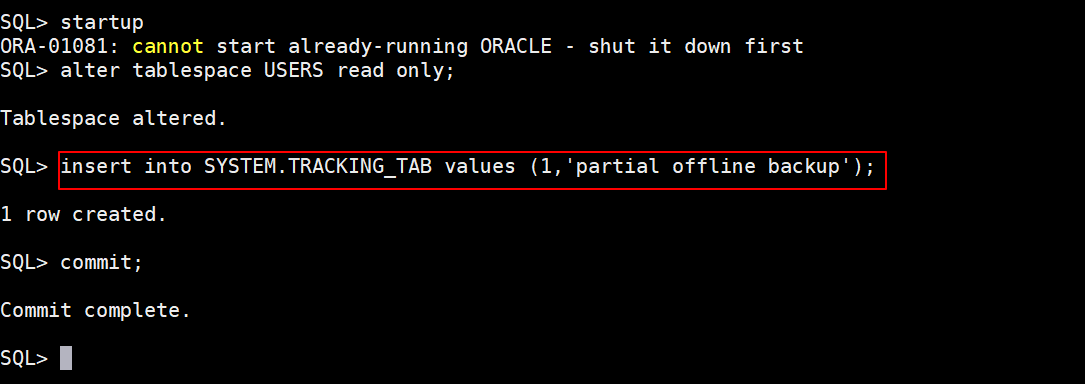 SQL> startup
ORA-01081: cannot start already-running ORACLE - shut it down first
SQL> alter tablespace USERS read only;
Tablespace altered.
SQL> insert into SYSTEM.TRACKING_TAB values (1,'partial offline backup');
1 row created.
SQL> commit;
Commit complete.
SQL>